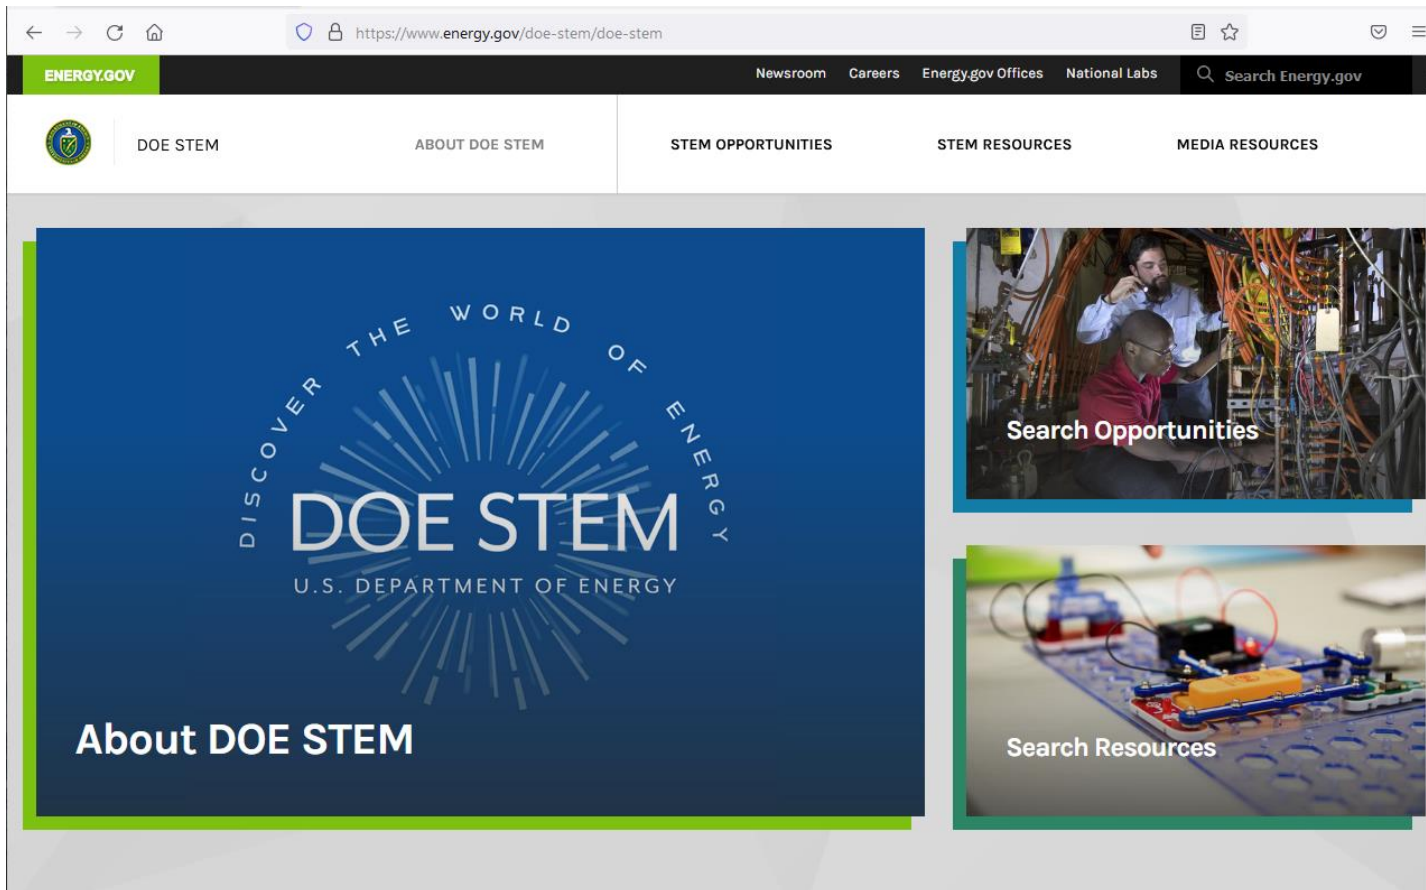 https://www.energy.gov/doe-stem/doe-stem
ENERGY.GOV
Newsroom Careers Energy.gov Offices National Labs Search Energy.gov
DOE STEM ABOUT DOE STEM STEM OPPORTUNITIES STEM RESOURCES MEDIA RESOURCES
DISCOVER THE WORLD OF ENERGY
DOE STEM
U.S. DEPARTMENT OF ENERGY
About DOE STEM
Search Opportunities
Search Resources